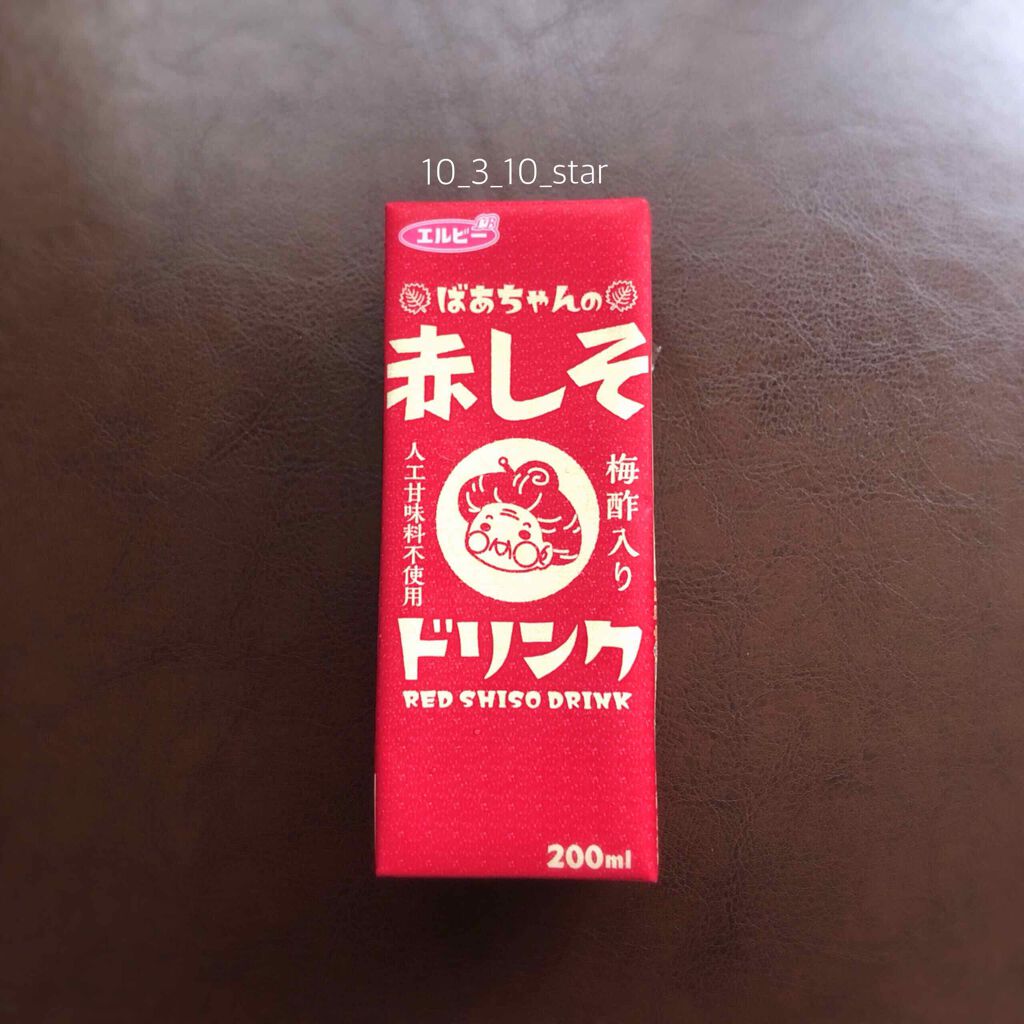 10_3_10_star
エルビー
ばあちゃんの
赤しそ
梅酢入り
人工甘味料不使用
ドリンク
RED SHISO DRINK
200ml